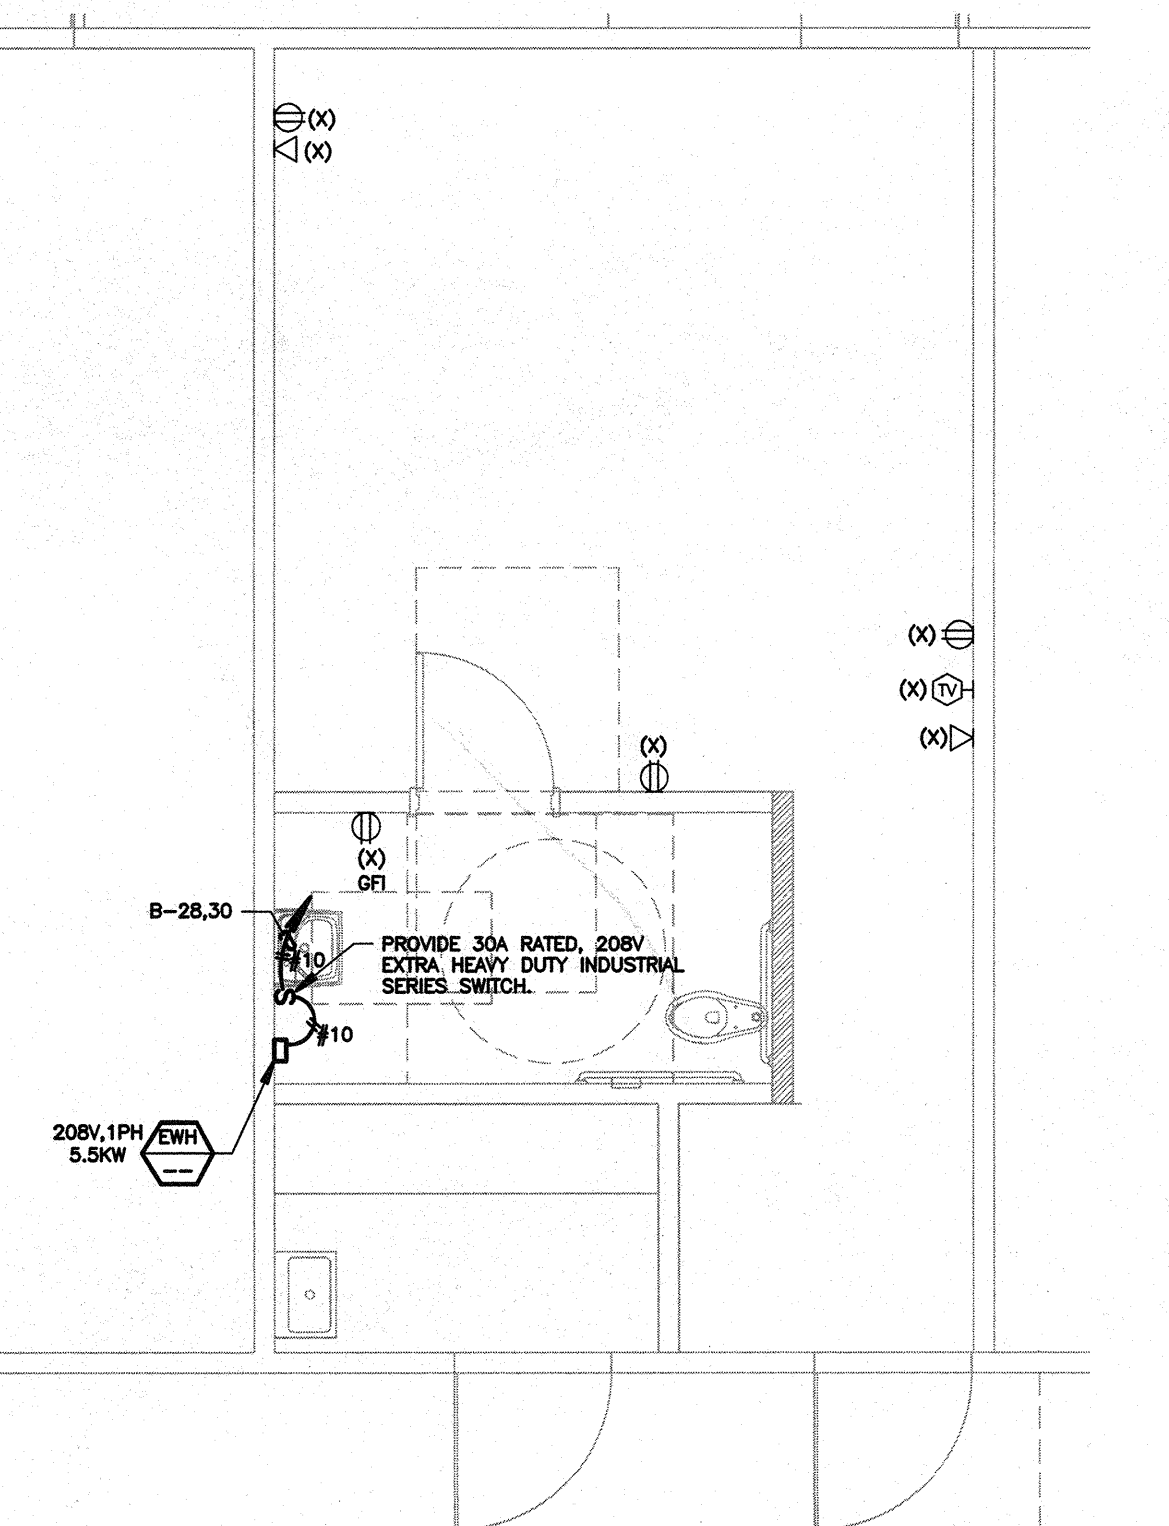 (X)
(X)
(X)
(X) TV
(X)
(X)
(X)
GFI
B-28,30
PROVIDE 30A RATED, 208V
EXTRA HEAVY DUTY INDUSTRIAL
SERIES SWITCH.
#10
S
#10
208V,1PH
5.5KW
EWH
--